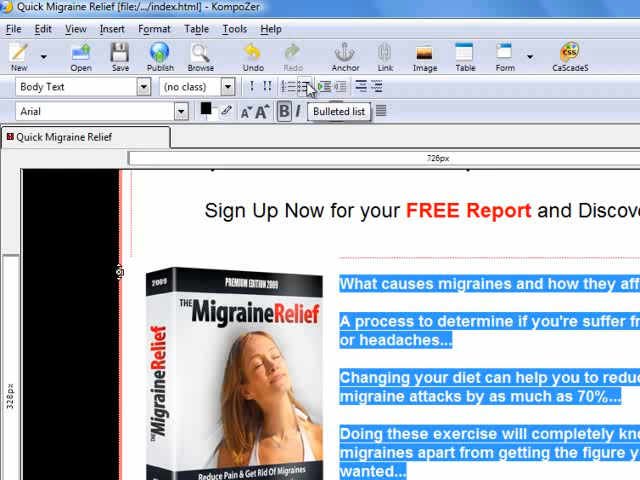 Quick Migraine Relief [file:/.../index.html] - KompoZer
File Edit View Insert Format Table Tools Help
New Open Save Publish Browse Undo Redo Anchor Link Image Table Form CaScadeS
Body Text (no class) ! !!
Arial A A B I Bulleted list
Quick Migraine Relief
726px
Sign Up Now for your FREE Report and Discov
328px
2009 PREMIUM EDITION 2009
THE MigraineRelief
THE MigraineRelief
Reduce Pain & Get Rid Of Migraines
What causes migraines and how they aff
A process to determine if you're suffer fr
or headaches...
Changing your diet can help you to reduc
migraine attacks by as much as 70%...
Doing these exercise will completely kno
migraines apart from getting the figure y
wanted...